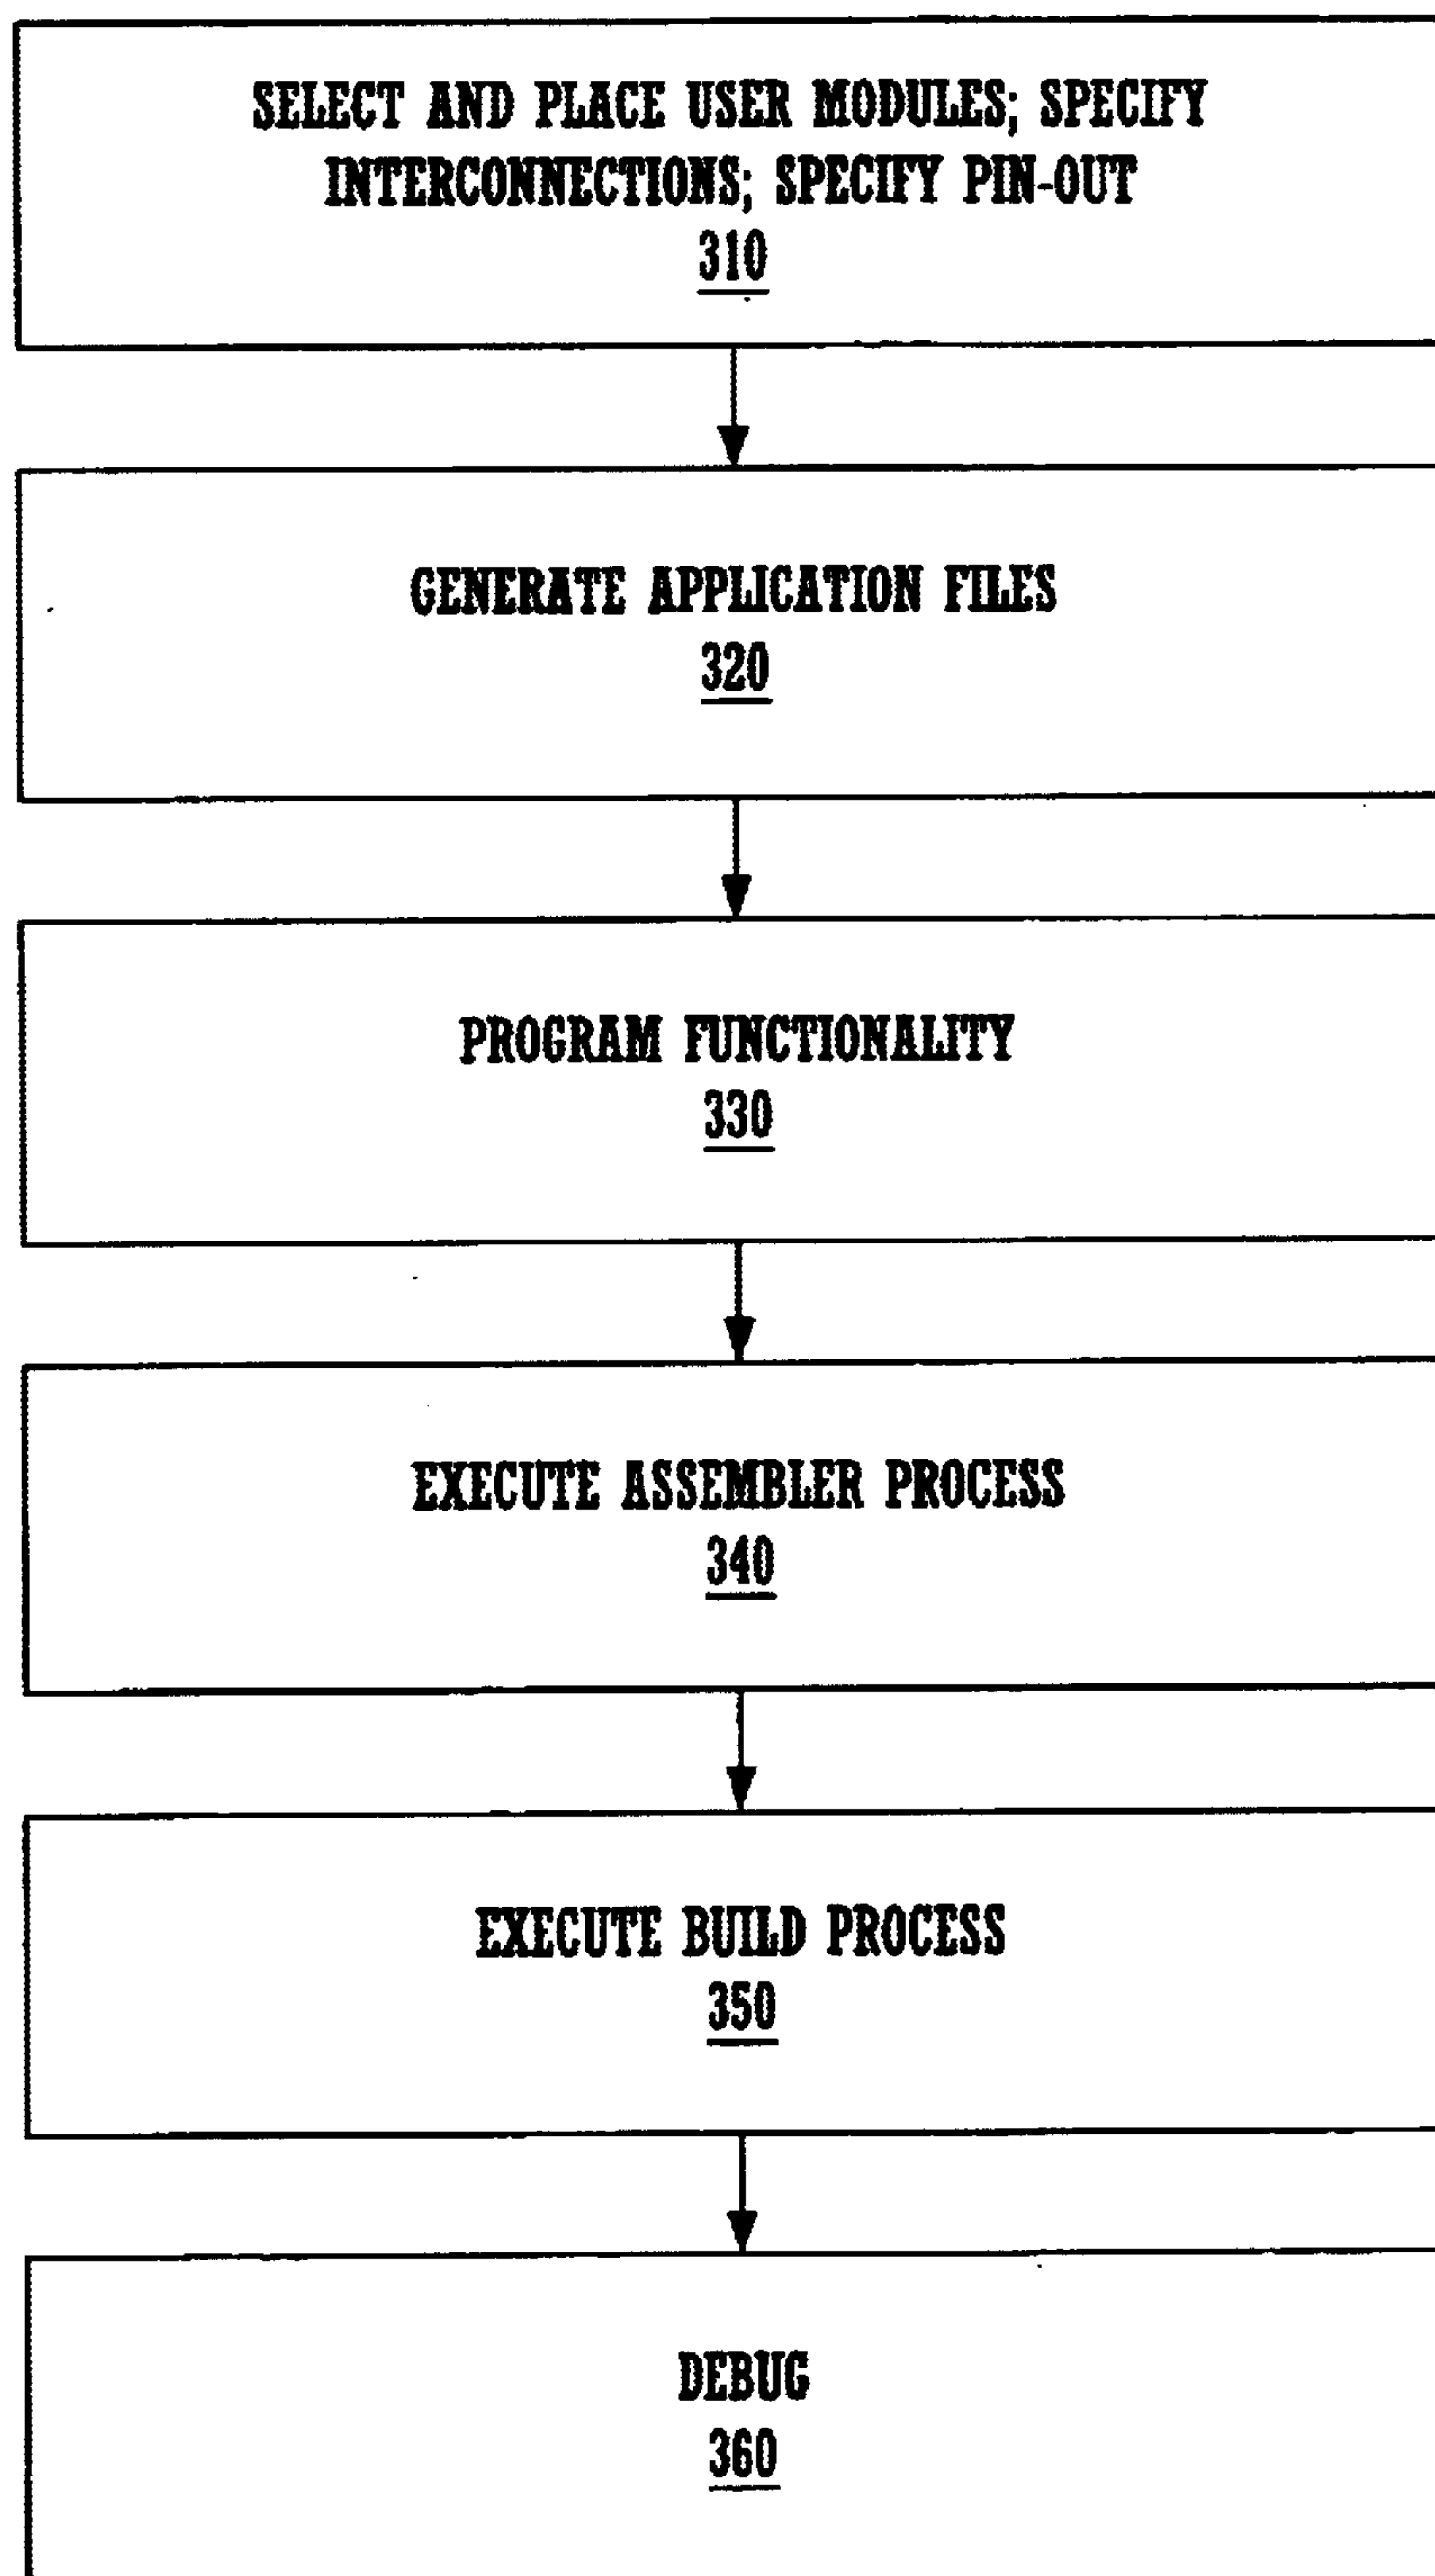 SELECT AND PLACE USER MODULES; SPECIFY
INTERCONNECTIONS; SPECIFY PIN-OUT
310
GENERATE APPLICATION FILES
320
PROGRAM FUNCTIONALITY
330
EXECUTE ASSEMBLER PROCESS
340
EXECUTE BUILD PROCESS
350
DEBUG
360